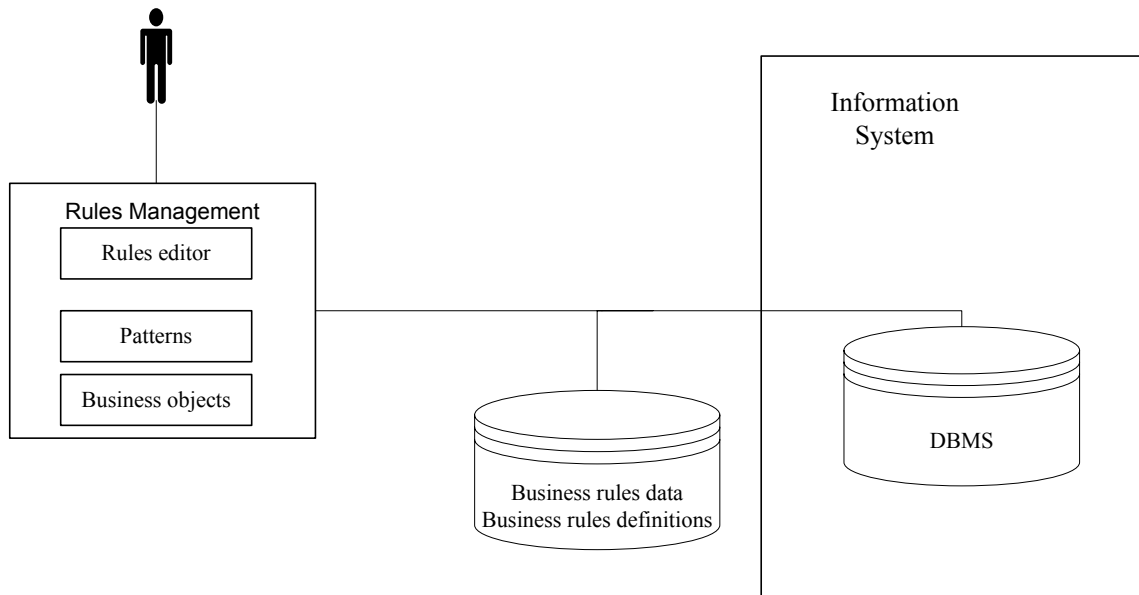 Information
System
Rules Management
Rules editor
Patterns
Business objects
DBMS
Business rules data
Business rules definitions